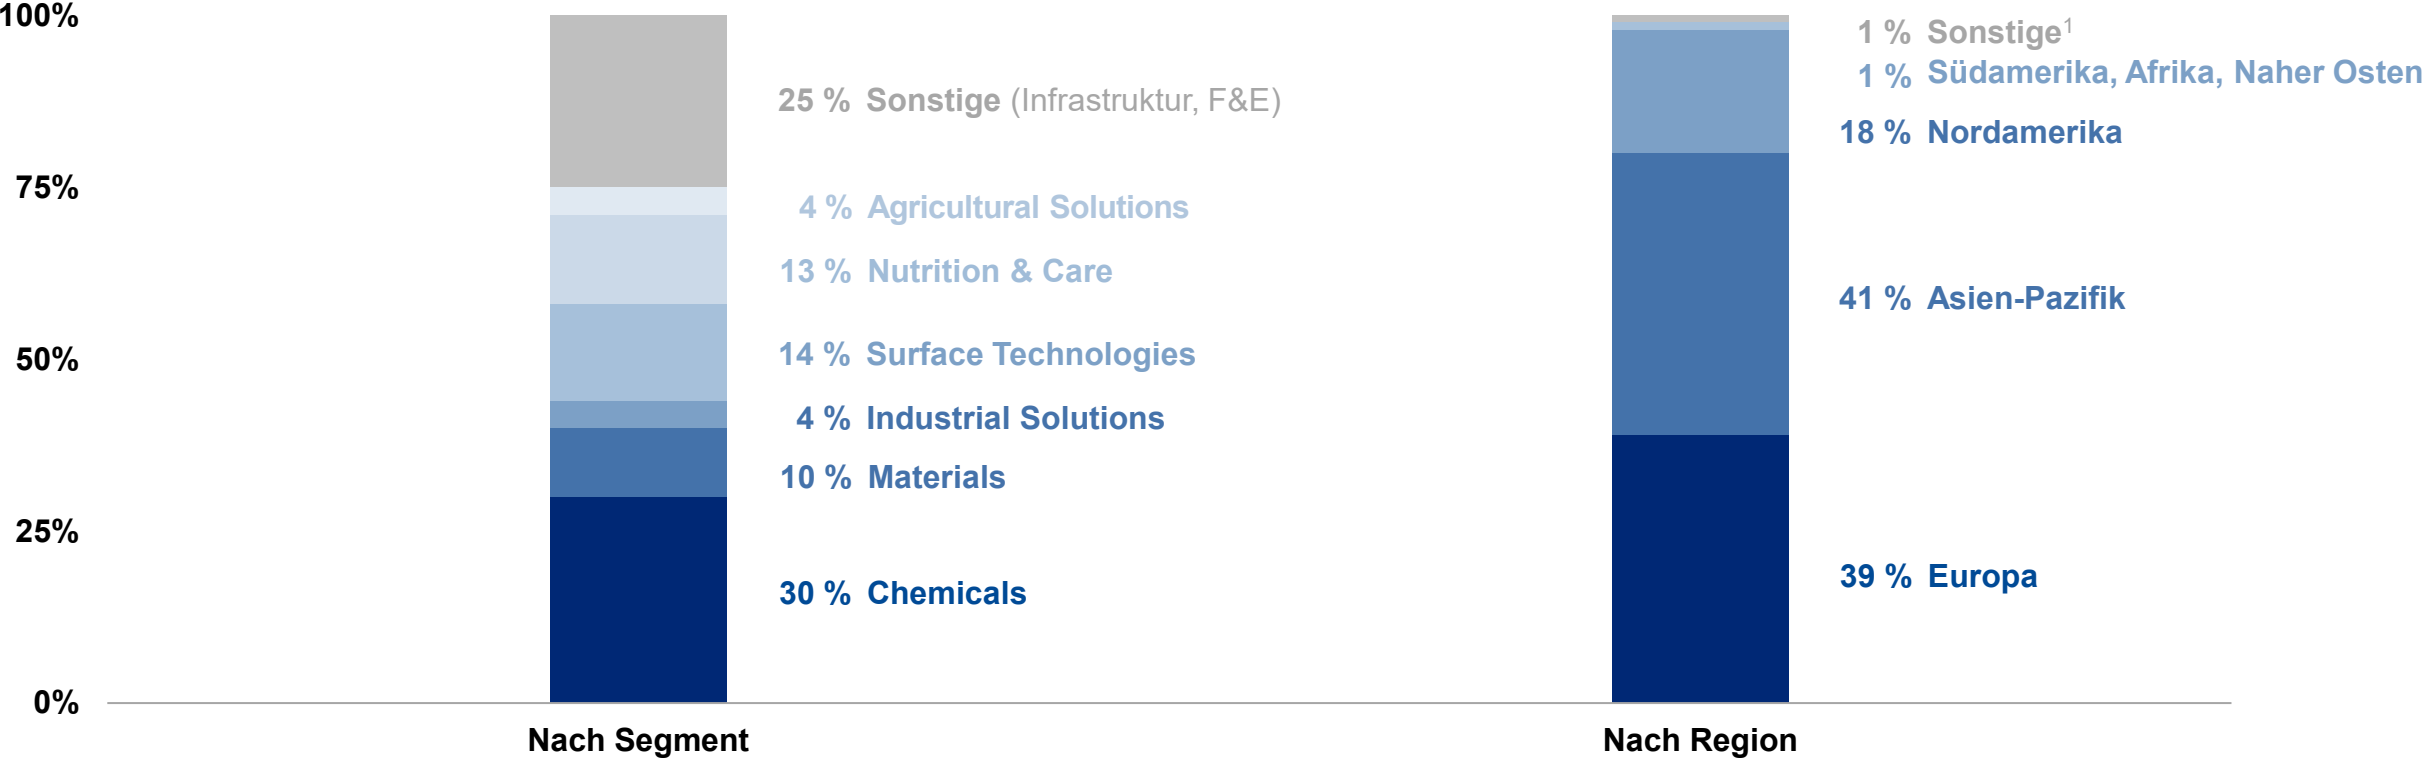 100%
75%
50%
25%
0%
25 % Sonstige (Infrastruktur, F&E)
4 % Agricultural Solutions
13 % Nutrition & Care
14 % Surface Technologies
4 % Industrial Solutions
10 % Materials
30 % Chemicals
Nach Segment
1 % Sonstige¹
1 % Südamerika, Afrika, Naher Osten
18 % Nordamerika
41 % Asien-Pazifik
39 % Europa
Nach Region